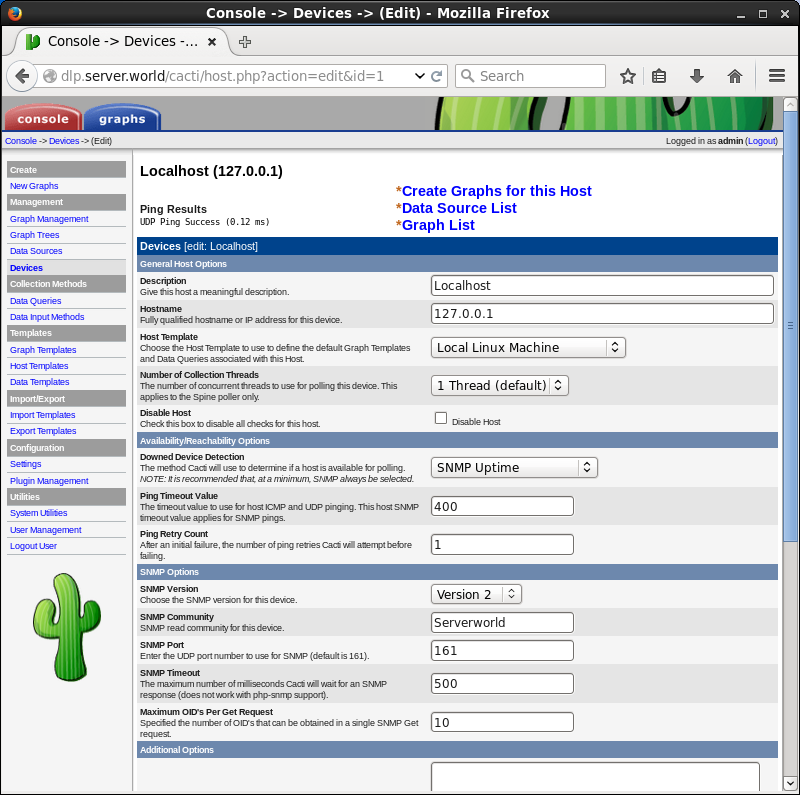 Console -> Devices -> (Edit) - Mozilla Firefox
Console -> Devices -...
dlp.server.world/cacti/host.php?action=edit&id=1
Search
console
graphs
Console -> Devices -> (Edit)
Logged in as admin (Logout)
Create
New Graphs
Management
Graph Management
Graph Trees
Data Sources
Devices
Collection Methods
Data Queries
Data Input Methods
Templates
Graph Templates
Host Templates
Data Templates
Import/Export
Import Templates
Export Templates
Configuration
Settings
Plugin Management
Utilities
System Utilities
User Management
Logout User
Localhost (127.0.0.1)
*Create Graphs for this Host
*Data Source List
*Graph List
Ping Results
UDP Ping Success (0.12 ms)
Devices [edit: Localhost]
General Host Options
Description
Give this host a meaningful description.
Localhost
Hostname
Fully qualified hostname or IP address for this device.
127.0.0.1
Host Template
Choose the Host Template to use to define the default Graph Templates
and Data Queries associated with this Host.
Local Linux Machine
Number of Collection Threads
The number of concurrent threads to use for polling this device. This
applies to the Spine poller only.
1 Thread (default)
Disable Host
Check this box to disable all checks for this host.
Disable Host
Availability/Reachability Options
Downed Device Detection
The method Cacti will use to determine if a host is available for polling.
NOTE: It is recommended that, at a minimum, SNMP always be selected.
SNMP Uptime
Ping Timeout Value
The timeout value to use for host ICMP and UDP pinging. This host SNMP
timeout value applies for SNMP pings.
400
Ping Retry Count
After an initial failure, the number of ping retries Cacti will attempt before
failing.
1
SNMP Options
SNMP Version
Choose the SNMP version for this device.
Version 2
SNMP Community
SNMP read community for this device.
Serverworld
SNMP Port
Enter the UDP port number to use for SNMP (default is 161).
161
SNMP Timeout
The maximum number of milliseconds Cacti will wait for an SNMP
response (does not work with php-snmp support).
500
Maximum OID's Per Get Request
Specified the number of OID's that can be obtained in a single SNMP Get
request.
10
Additional Options